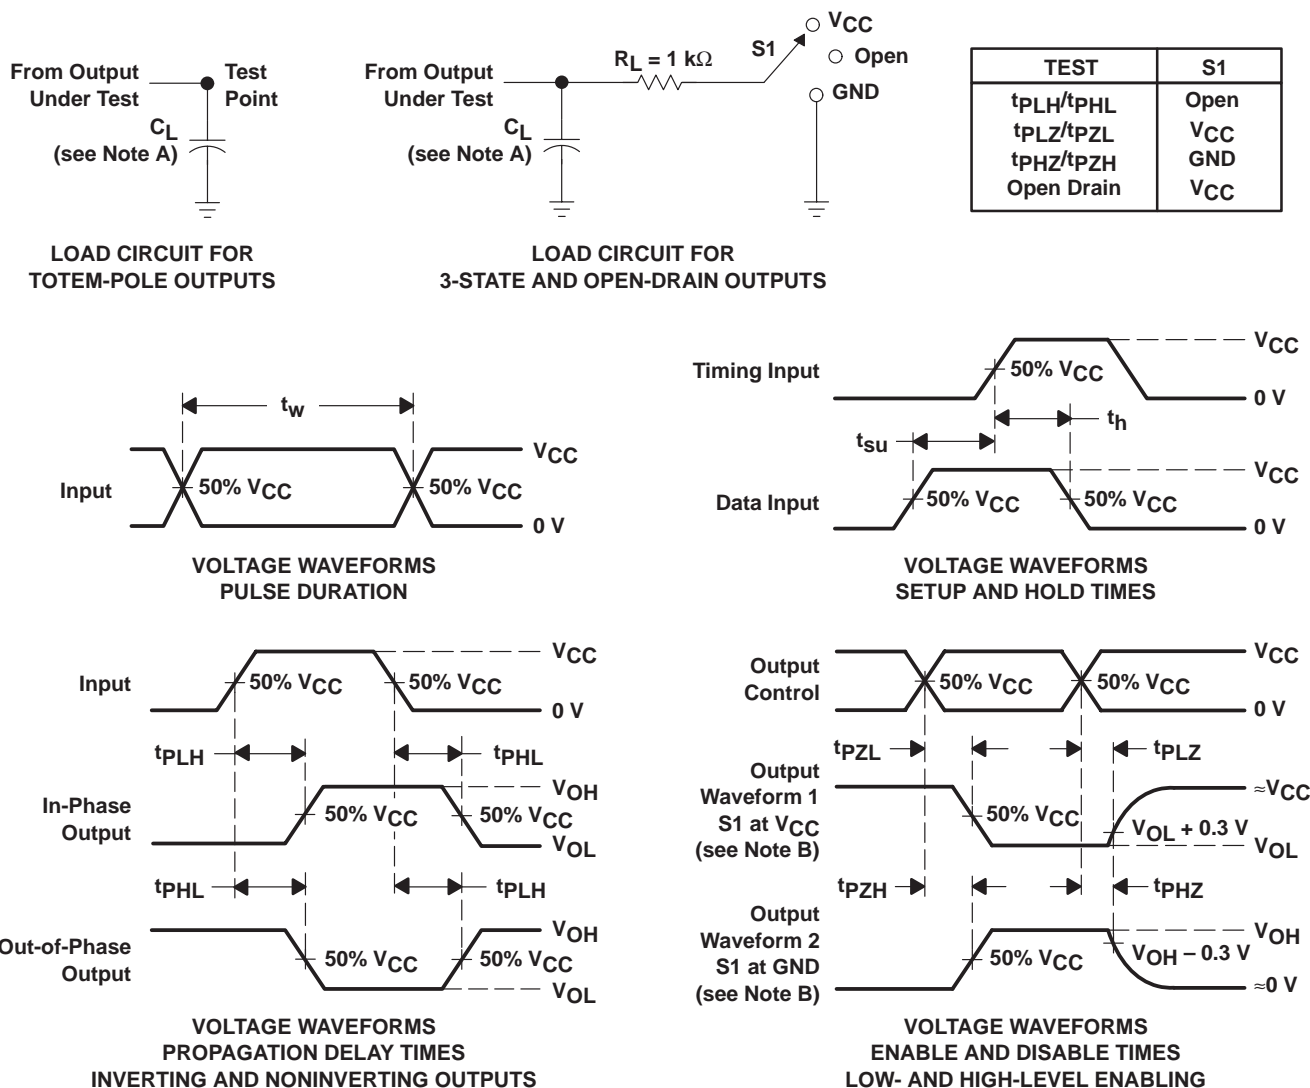 From Output
Under Test
Test
Point
CL
(see Note A)
LOAD CIRCUIT FOR
TOTEM-POLE OUTPUTS
From Output
Under Test
CL
(see Note A)
RL = 1 kΩ
S1
VCC
Open
GND
LOAD CIRCUIT FOR
3-STATE AND OPEN-DRAIN OUTPUTS
TEST S1
tPLH/tPHL Open
tPLZ/tPZL VCC
tPHZ/tPZH GND
Open Drain VCC
tw
Input
50% VCC
50% VCC
VCC
0 V
VOLTAGE WAVEFORMS
PULSE DURATION
Timing Input
50% VCC
VCC
0 V
tsu
th
Data Input
50% VCC
50% VCC
VCC
0 V
VOLTAGE WAVEFORMS
SETUP AND HOLD TIMES
Input
50% VCC
50% VCC
VCC
0 V
tPLH
tPHL
In-Phase
Output
50% VCC
50% VCC
VOH
VOL
tPHL
tPLH
Out-of-Phase
Output
50% VCC
50% VCC
VOH
VOL
VOLTAGE WAVEFORMS
PROPAGATION DELAY TIMES
INVERTING AND NONINVERTING OUTPUTS
Output
Control
50% VCC
50% VCC
VCC
0 V
tPZL
tPLZ
Output
Waveform 1
S1 at VCC
(see Note B)
50% VCC
VOL + 0.3 V
≈VCC
VOL
tPZH
tPHZ
Output
Waveform 2
S1 at GND
(see Note B)
50% VCC
VOH − 0.3 V
VOH
≈0 V
VOLTAGE WAVEFORMS
ENABLE AND DISABLE TIMES
LOW- AND HIGH-LEVEL ENABLING